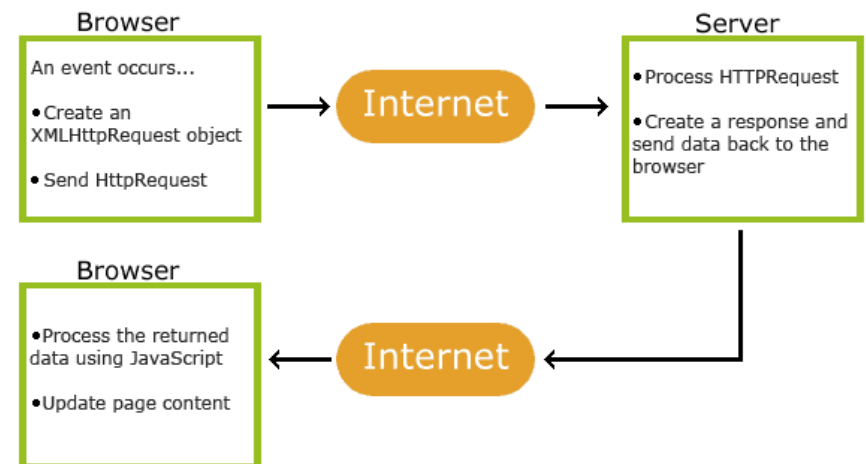 Browser
An event occurs...
•Create an
XMLHttpRequest object
• Send HttpRequest
Internet
Server
• Process HTTPRequest
•Create a response and
send data back to the
browser
Browser
•Process the returned
data using JavaScript
•Update page content
Internet